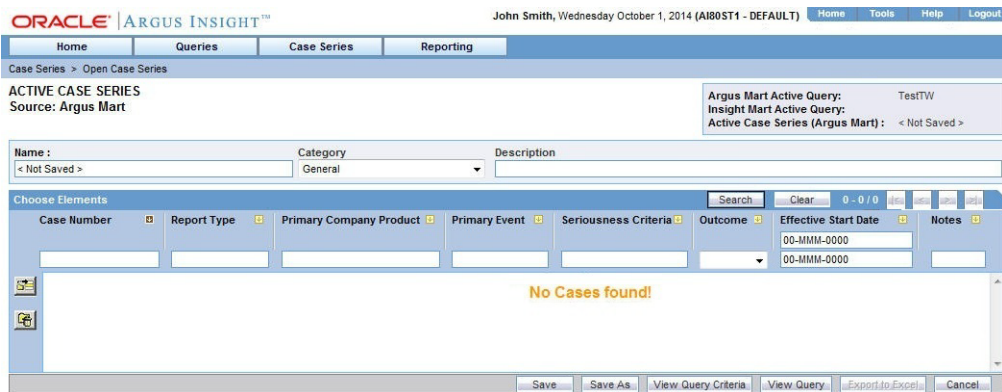 ORACLE® | ARGUS INSIGHT™
John Smith, Wednesday October 1, 2014 (AI80ST1 - DEFAULT) Home Tools Help Logout
Home Queries Case Series Reporting
Case Series > Open Case Series
ACTIVE CASE SERIES
Source: Argus Mart
Argus Mart Active Query: TestTW
Insight Mart Active Query:
Active Case Series (Argus Mart) : < Not Saved >
Name : Category Description
< Not Saved > General
Choose Elements Search Clear 0 - 0 / 0
Case Number Report Type Primary Company Product Primary Event Seriousness Criteria Outcome Effective Start Date Notes
00-MMM-0000
00-MMM-0000
No Cases found!
Save Save As View Query Criteria View Query Export to Excel Cancel